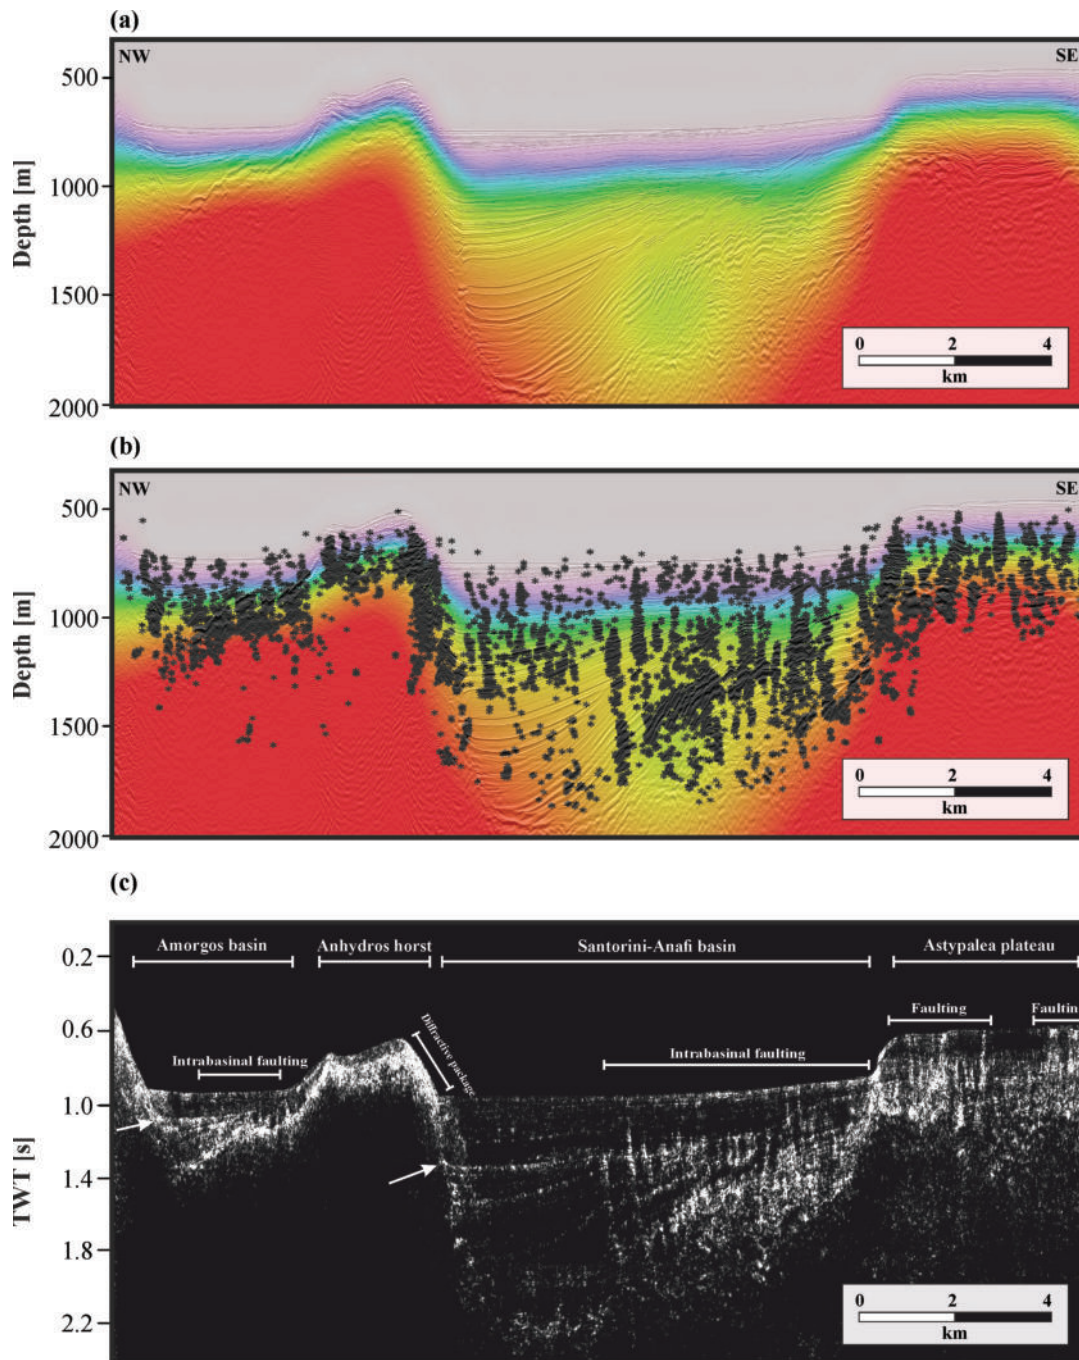 (a)
NW
SE
500
1000
1500
2000
Depth [m]
0 2 4
km
(b)
NW
SE
500
1000
1500
2000
Depth [m]
0 2 4
km
(c)
Amorgos basin
Anhydros horst
Santorini-Anafi basin
Astypalea plateau
Faulting
Faultin
Diffractive package
Intrabasinal faulting
Intrabasinal faulting
0.2
0.6
1.0
1.4
1.8
2.2
TWT [s]
0 2 4
km